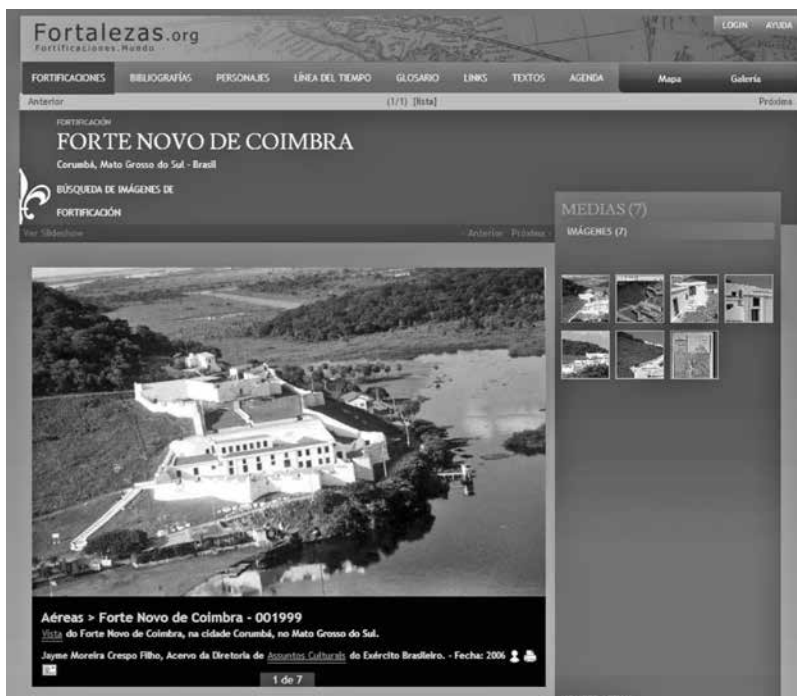 Fortalezas.org
Fortificaciones.Mundo
LOGIN AYUDA
FORTIFICACIONES BIBLIOGRAFÍAS PERSONAJES LÍNEA DEL TIEMPO GLOSARIO LINKS TEXTOS AGENDA Mapa Galería
Anterior (1/1) [lista] Próxima
FORTIFICACIÓN
FORTE NOVO DE COIMBRA
Corumbá, Mato Grosso do Sul - Brasil
BÚSQUEDA DE IMÁGENES DE
FORTIFICACIÓN
Ver Slideshow ‹ Anterior Próxima ›
MEDIAS (7)
IMÁGENES (7)
Aéreas > Forte Novo de Coimbra - 001999
Vista do Forte Novo de Coimbra, na cidade Corumbá, no Mato Grosso do Sul.
Jayme Moreira Crespo Filho, Acervo da Diretoria de Assuntos Culturais do Exército Brasileiro. - Fecha: 2006
1 de 7